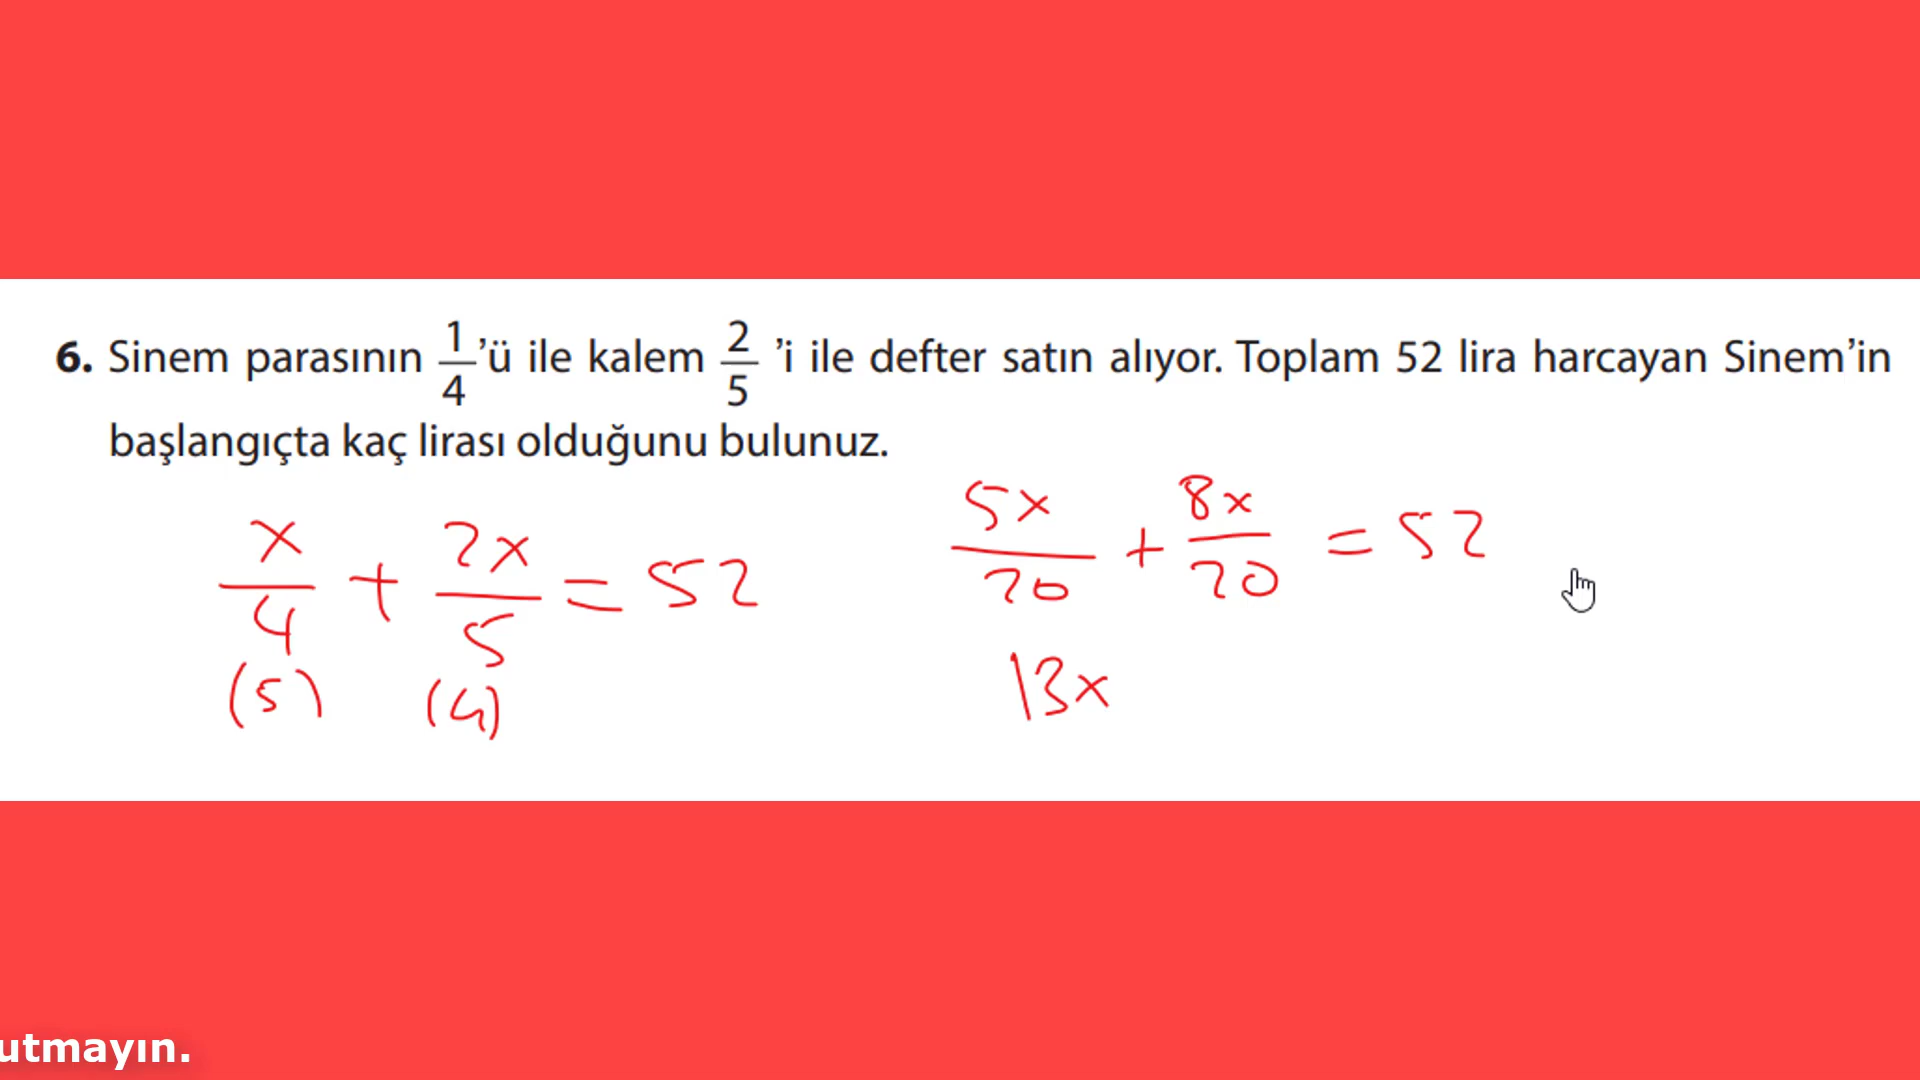 6. Sinem parasının 1/4 'ü ile kalem 2/5 'i ile defter satın alıyor. Toplam 52 lira harcayan Sinem'in
başlangıçta kaç lirası olduğunu bulunuz.
x/4 + 2x/5 = 52
(5) (4)
5x/20 + 8x/20 = 52
13x
utmayın.